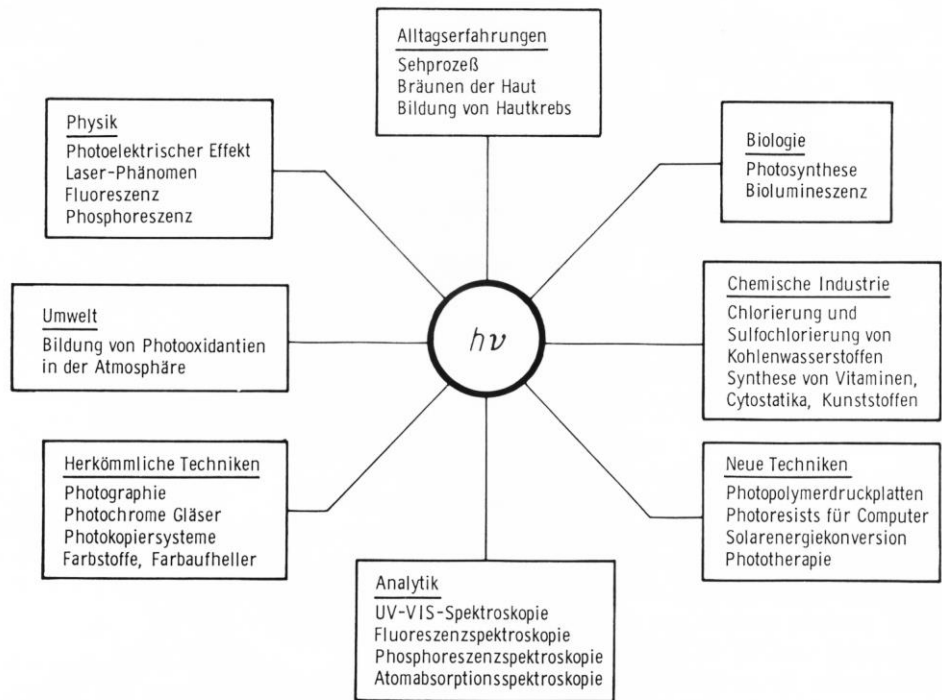 Alltagserfahrungen
Sehprozeß
Bräunen der Haut
Bildung von Hautkrebs
Physik
Photoelektrischer Effekt
Laser-Phänomen
Fluoreszenz
Phosphoreszenz
Biologie
Photosynthese
Biolumineszenz
Umwelt
Bildung von Photooxidantien
in der Atmosphäre
hν
Chemische Industrie
Chlorierung und
Sulfochlorierung von
Kohlenwasserstoffen
Synthese von Vitaminen,
Cytostatika, Kunststoffen
Herkömmliche Techniken
Photographie
Photochrome Gläser
Photokopiersysteme
Farbstoffe, Farbaufheller
Neue Techniken
Photopolymerdruckplatten
Photoresists für Computer
Solarenergiekonversion
Phototherapie
Analytik
UV-VIS-Spektroskopie
Fluoreszenzspektroskopie
Phosphoreszenzspektroskopie
Atomabsorptionsspektroskopie